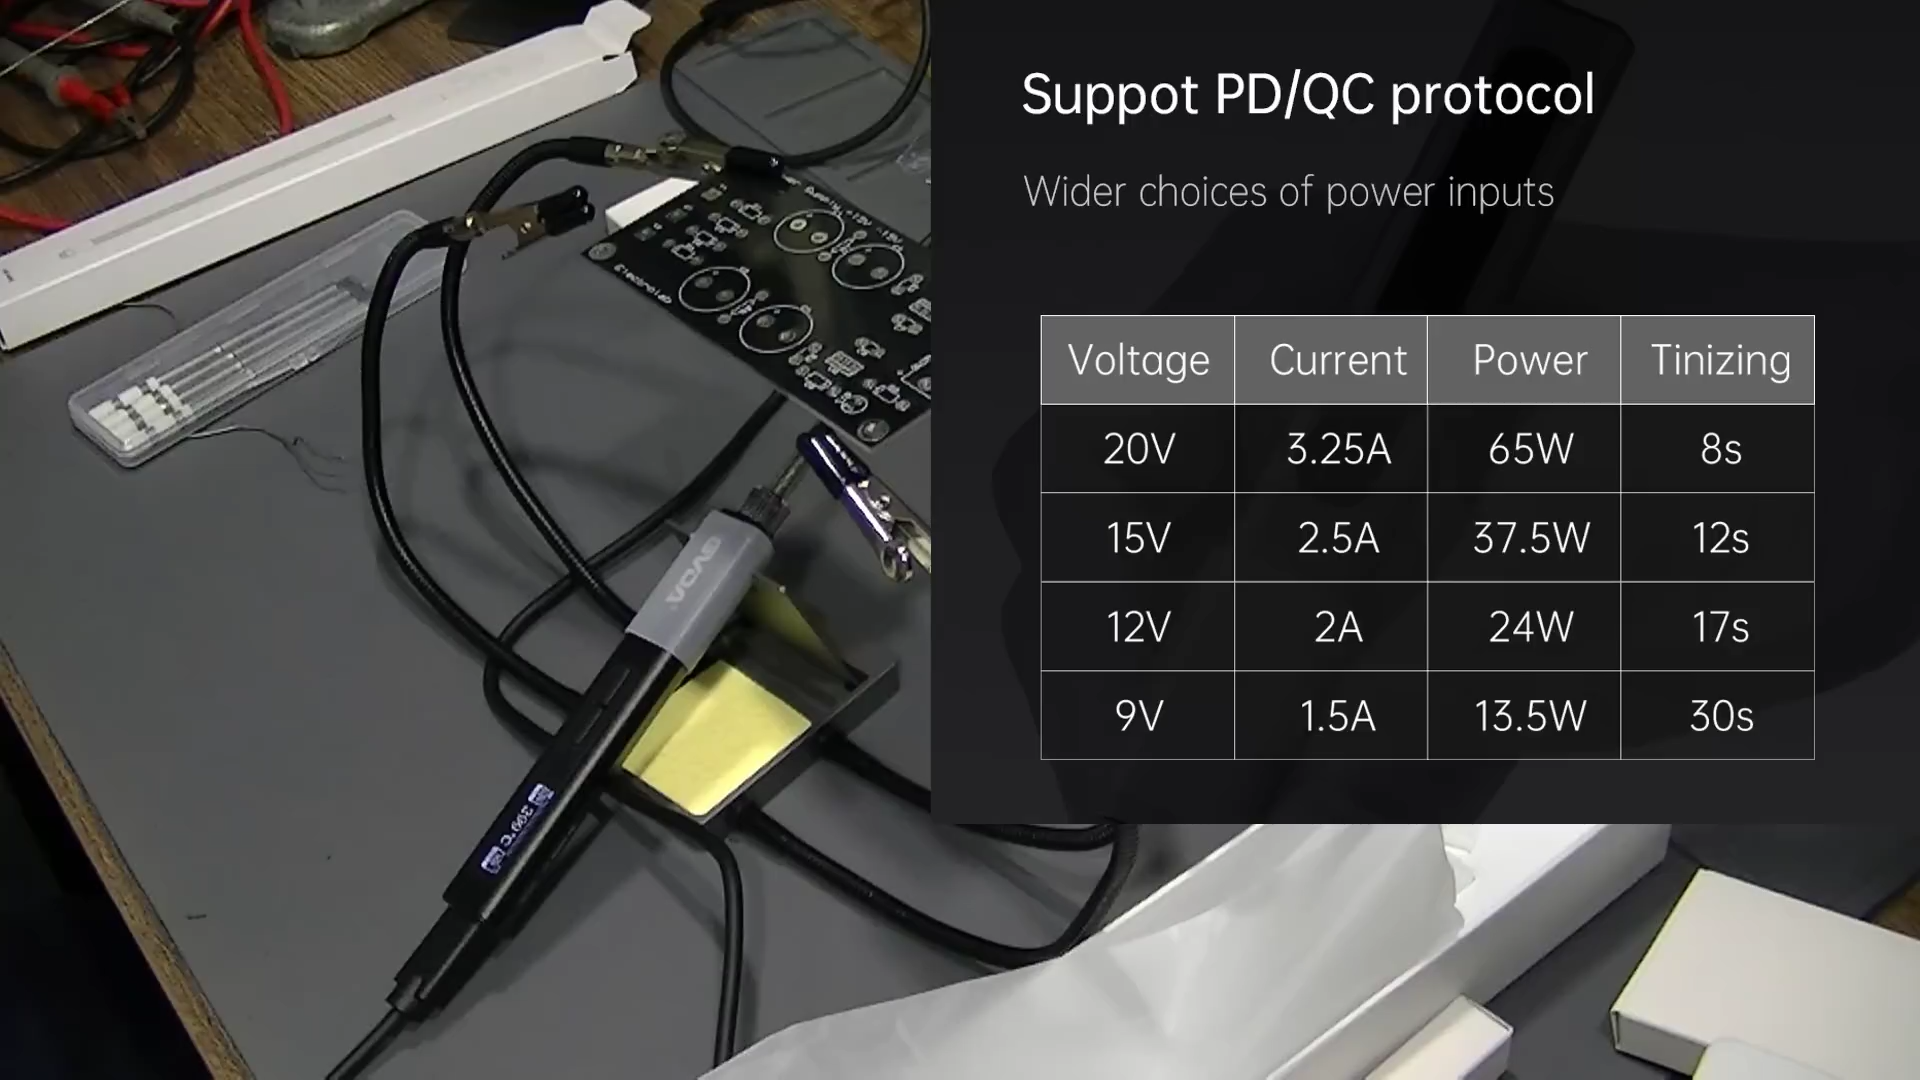 Suppot PD/QC protocol
Wider choices of power inputs
Voltage Current Power Tinizing
20V 3.25A 65W 8s
15V 2.5A 37.5W 12s
12V 2A 24W 17s
9V 1.5A 13.5W 30s
300°C